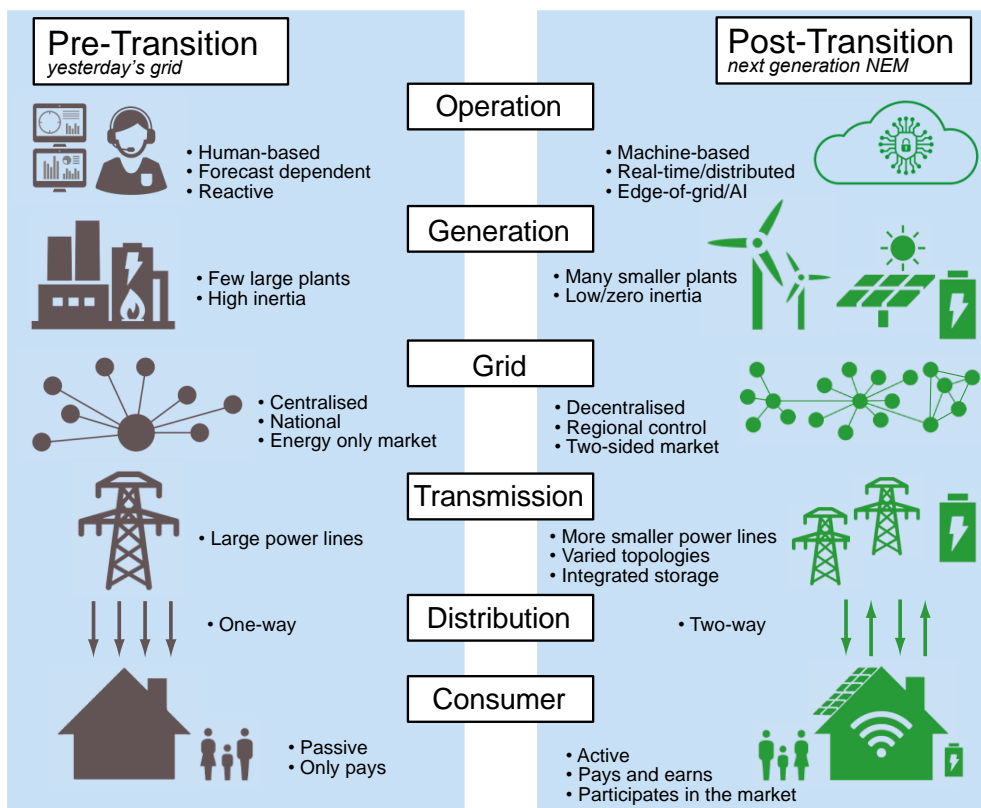 Pre-Transition
yesterday's grid
Post-Transition
next generation NEM
Operation
• Human-based
• Forecast dependent
• Reactive
• Machine-based
• Real-time/distributed
• Edge-of-grid/AI
Generation
• Few large plants
• High inertia
• Many smaller plants
• Low/zero inertia
Grid
• Centralised
• National
• Energy only market
• Decentralised
• Regional control
• Two-sided market
Transmission
• Large power lines
• More smaller power lines
• Varied topologies
• Integrated storage
Distribution
• One-way
• Two-way
Consumer
• Passive
• Only pays
• Active
• Pays and earns
• Participates in the market